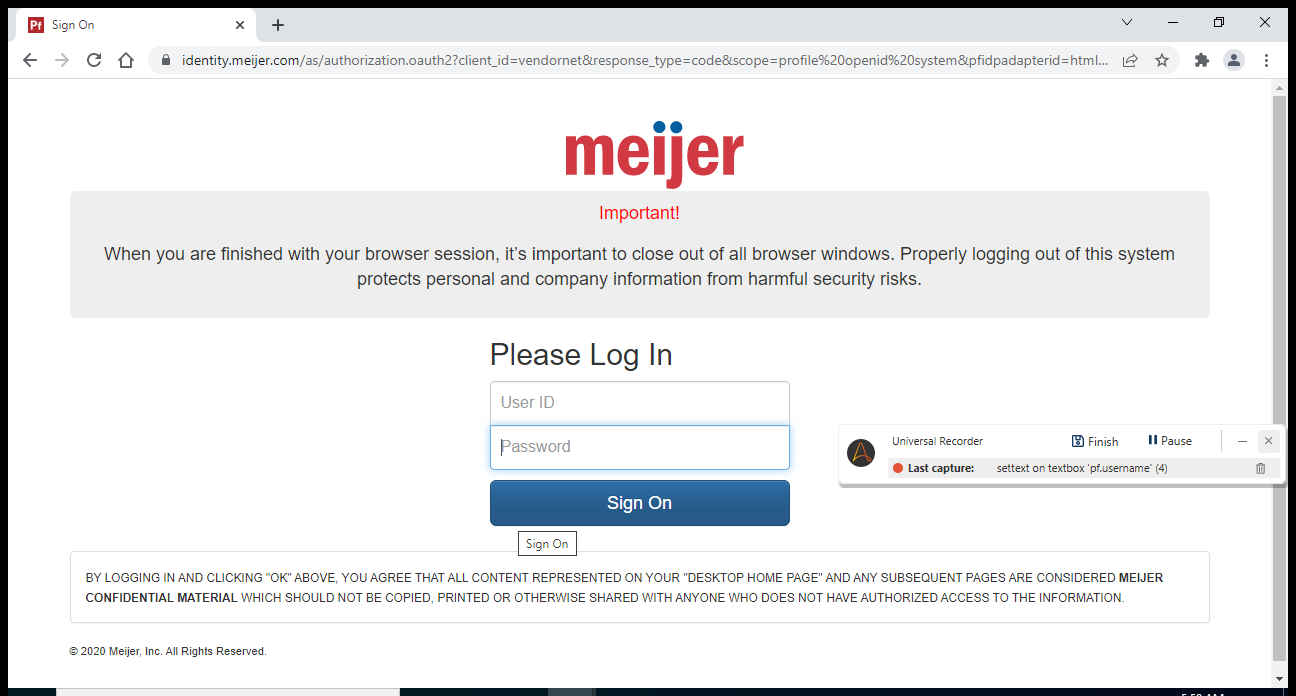 Pf Sign On
identity.meijer.com/as/authorization.oauth2?client_id=vendornet&response_type=code&scope=profile%20openid%20system&pfidpadapterid=html...
meijer
Important!
When you are finished with your browser session, it’s important to close out of all browser windows. Properly logging out of this system
protects personal and company information from harmful security risks.
Please Log In
User ID
Password
Universal Recorder Finish Pause
Last capture: settext on textbox 'pf.username' (4)
Sign On
Sign On
BY LOGGING IN AND CLICKING "OK" ABOVE, YOU AGREE THAT ALL CONTENT REPRESENTED ON YOUR "DESKTOP HOME PAGE" AND ANY SUBSEQUENT PAGES ARE CONSIDERED MEIJER
CONFIDENTIAL MATERIAL WHICH SHOULD NOT BE COPIED, PRINTED OR OTHERWISE SHARED WITH ANYONE WHO DOES NOT HAVE AUTHORIZED ACCESS TO THE INFORMATION.
© 2020 Meijer, Inc. All Rights Reserved.